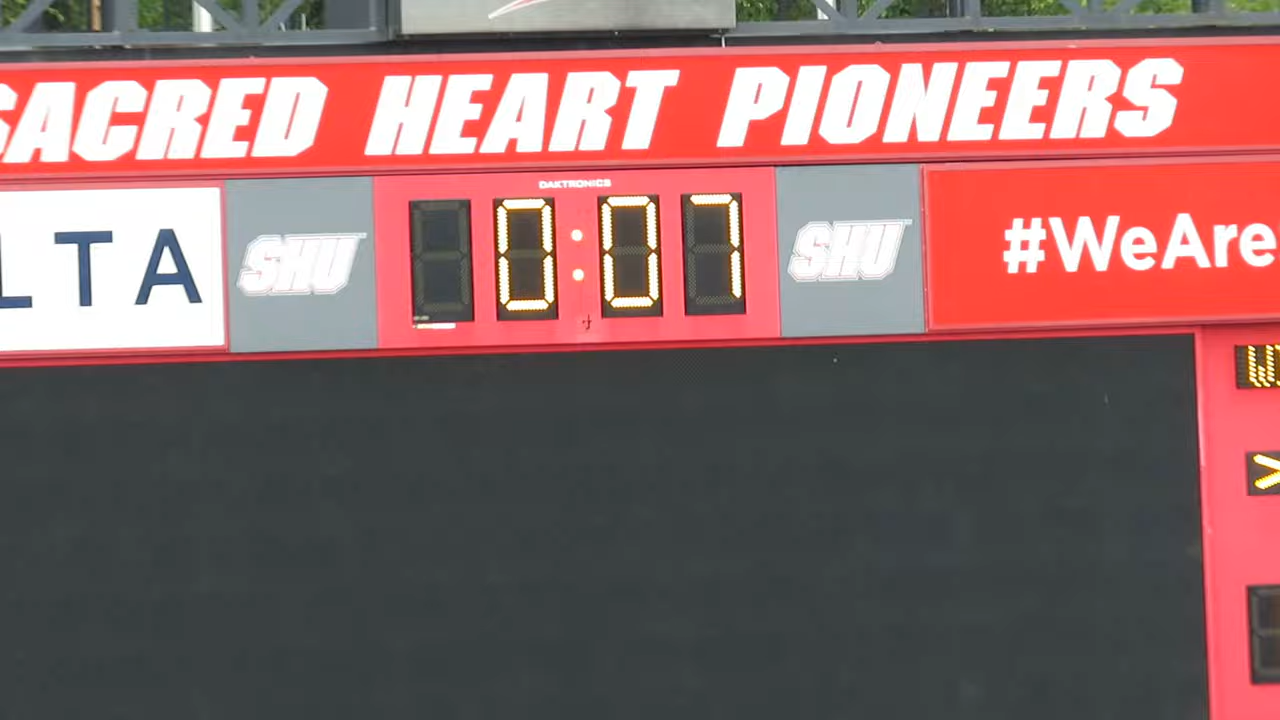 SACRED HEART PIONEERS
DAKTRONICS
LTA
SHU
0:07
SHU
#WeAre
>